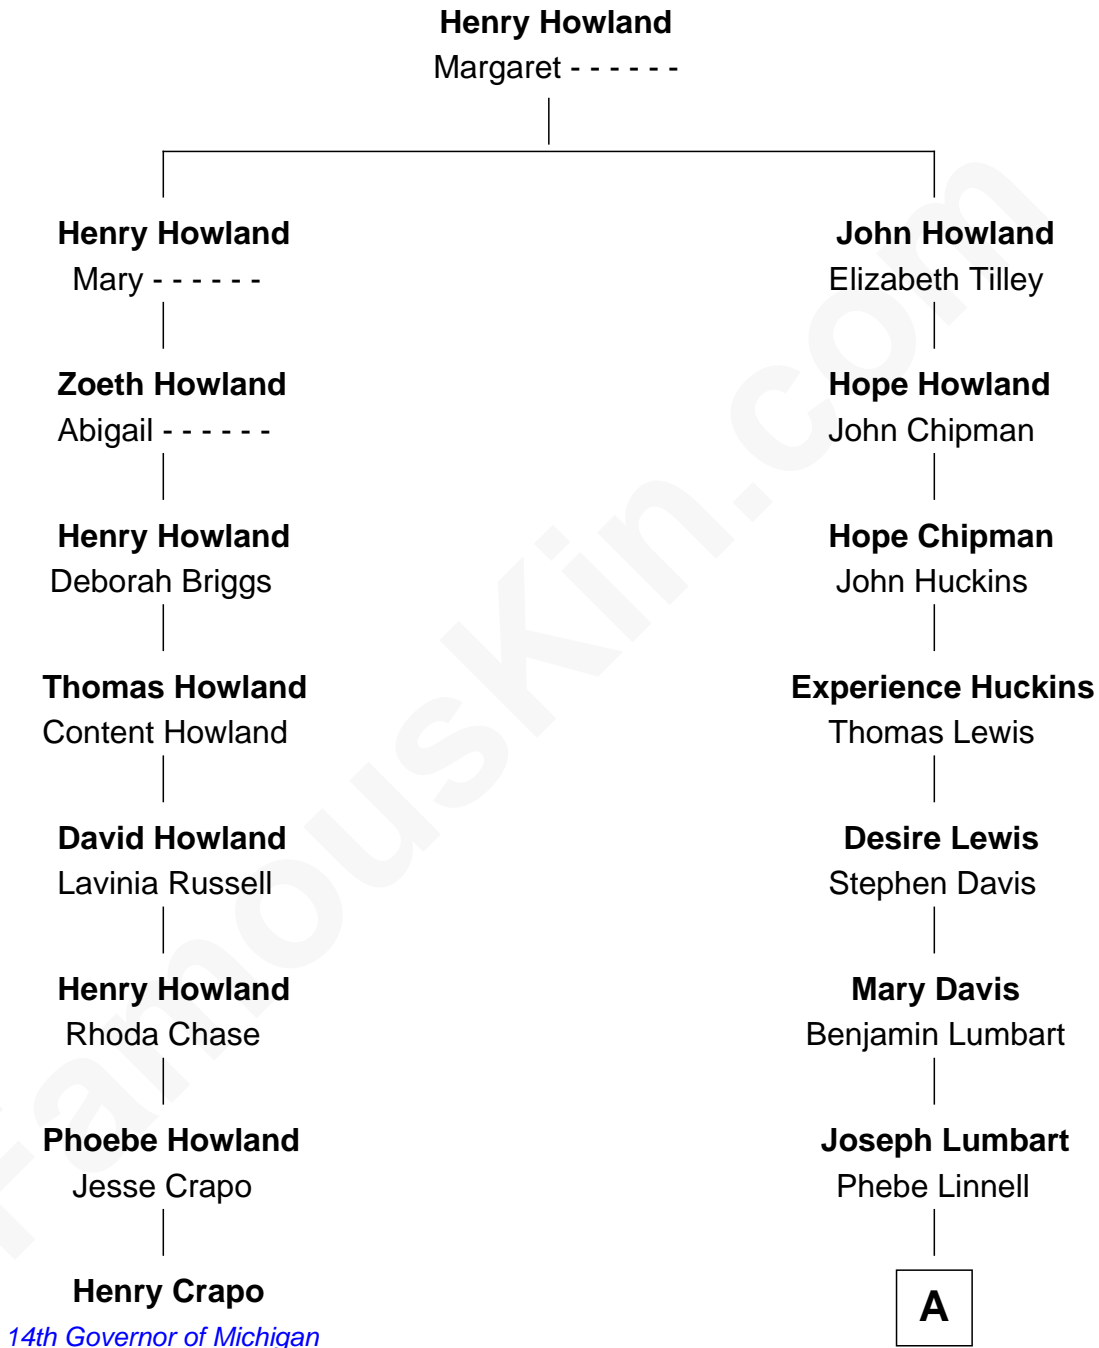 Henry Howland
Margaret - - - - - -
Henry Howland
Mary - - - - - -
John Howland
Elizabeth Tilley
Zoeth Howland
Abigail - - - - - -
Hope Howland
John Chipman
Henry Howland
Deborah Briggs
Hope Chipman
John Huckins
Thomas Howland
Content Howland
Experience Huckins
Thomas Lewis
David Howland
Lavinia Russell
Desire Lewis
Stephen Davis
Henry Howland
Rhoda Chase
Mary Davis
Benjamin Lumbart
Phoebe Howland
Jesse Crapo
Joseph Lumbart
Phebe Linnell
Henry Crapo
14th Governor of Michigan
A
FamousKin.com